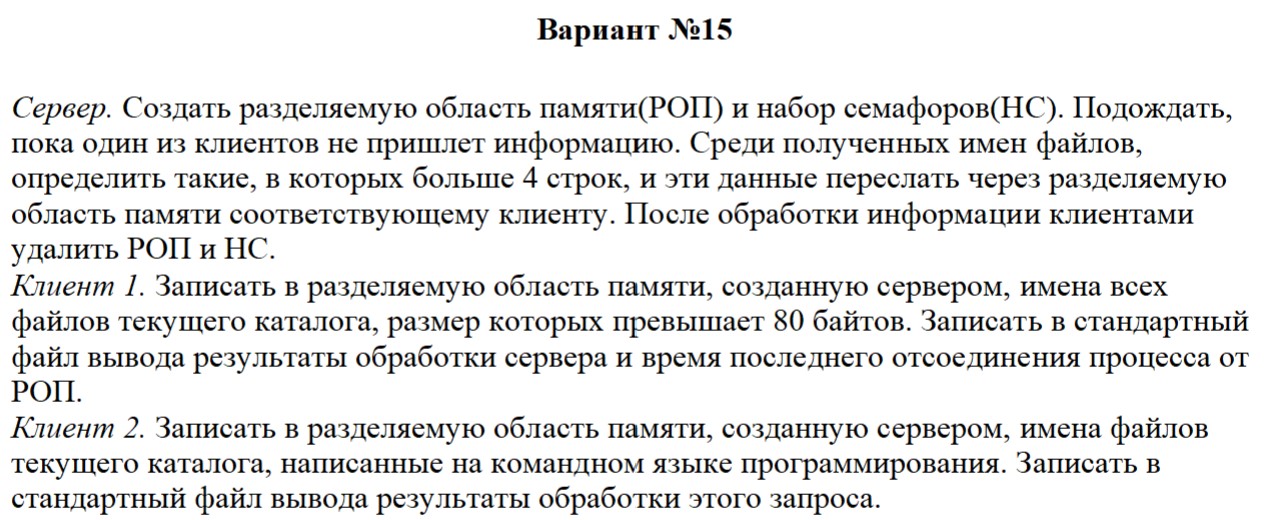 Вариант №15
Сервер. Создать разделяемую область памяти(РОП) и набор семафоров(НС). Подождать,
пока один из клиентов не пришлет информацию. Среди полученных имен файлов,
определить такие, в которых больше 4 строк, и эти данные переслать через разделяемую
область памяти соответствующему клиенту. После обработки информации клиентами
удалить РОП и НС.
Клиент 1. Записать в разделяемую область памяти, созданную сервером, имена всех
файлов текущего каталога, размер которых превышает 80 байтов. Записать в стандартный
файл вывода результаты обработки сервера и время последнего отсоединения процесса от
РОП.
Клиент 2. Записать в разделяемую область памяти, созданную сервером, имена файлов
текущего каталога, написанные на командном языке программирования. Записать в
стандартный файл вывода результаты обработки этого запроса.